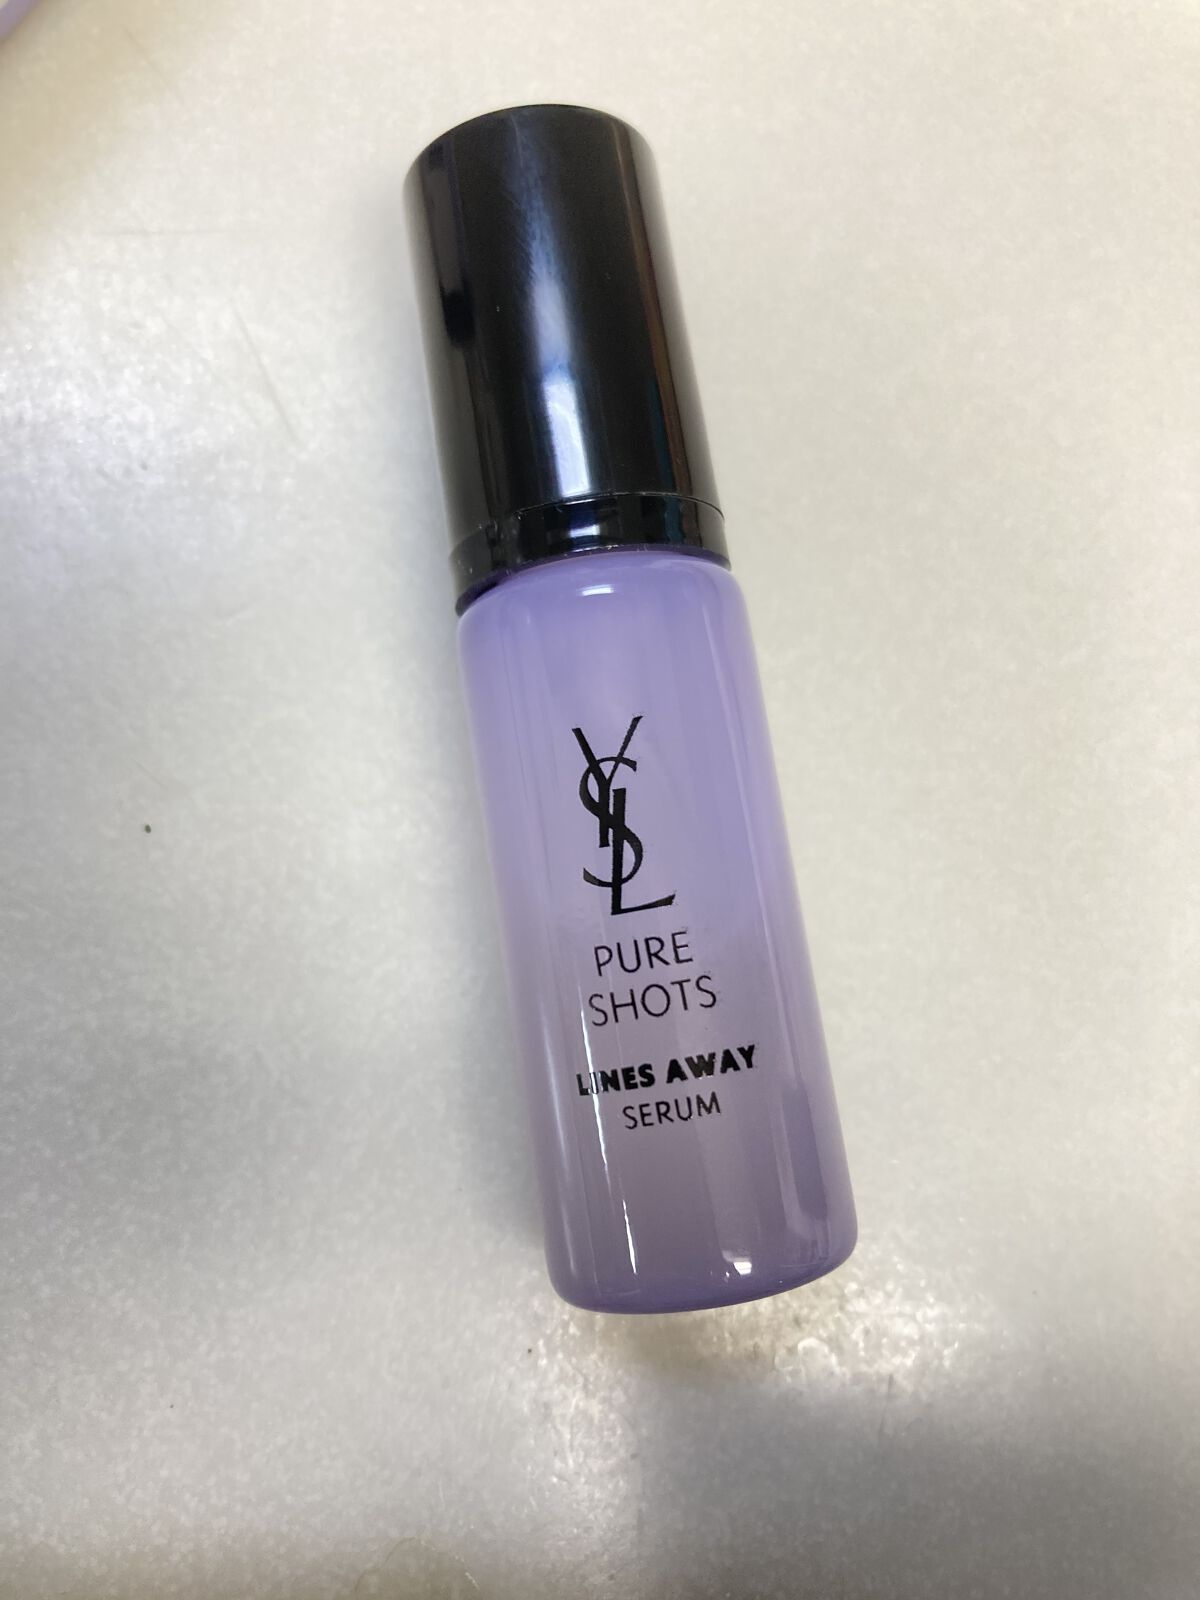 YSL
PURE
SHOTS
LINES AWAY
SERUM